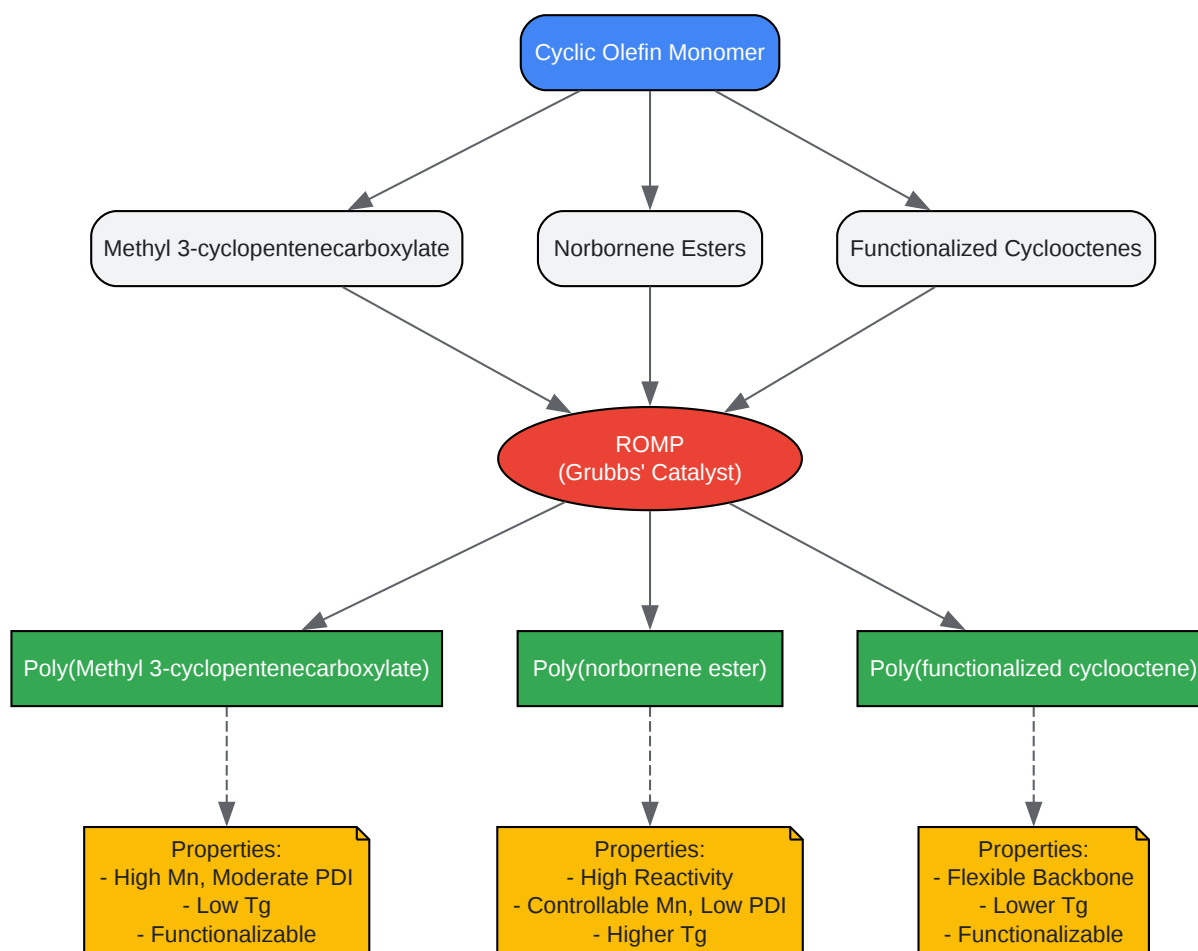 Cyclic Olefin Monomer
Methyl 3-cyclopentenecarboxylate
Norbornene Esters
Functionalized Cyclooctenes
ROMP
(Grubbs' Catalyst)
Poly(Methyl 3-cyclopentenecarboxylate)
Poly(norbornene ester)
Poly(functionalized cyclooctene)
Properties:
- High Mn, Moderate PDI
- Low Tg
- Functionalizable
Properties:
- High Reactivity
- Controllable Mn, Low PDI
- Higher Tg
Properties:
- Flexible Backbone
- Lower Tg
- Functionalizable